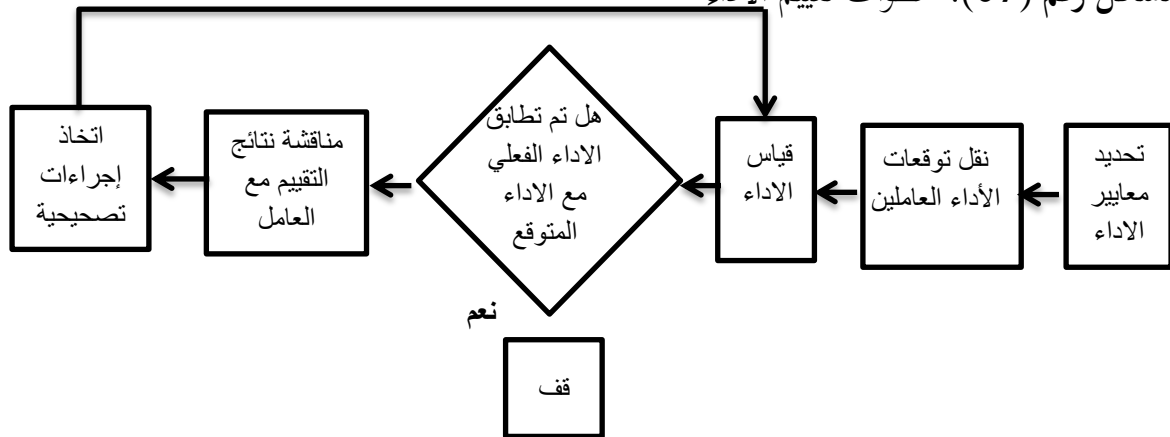 تحديد
معايير
الاداء
نقل توقعات
الأداء العاملين
قياس
الاداء
هل تم تطابق
الاداء الفعلي
مع الاداء
المتوقع
مناقشة نتائج
التقييم مع
العامل
اتخاذ
إجراءات
تصحيحية
نعم
قف